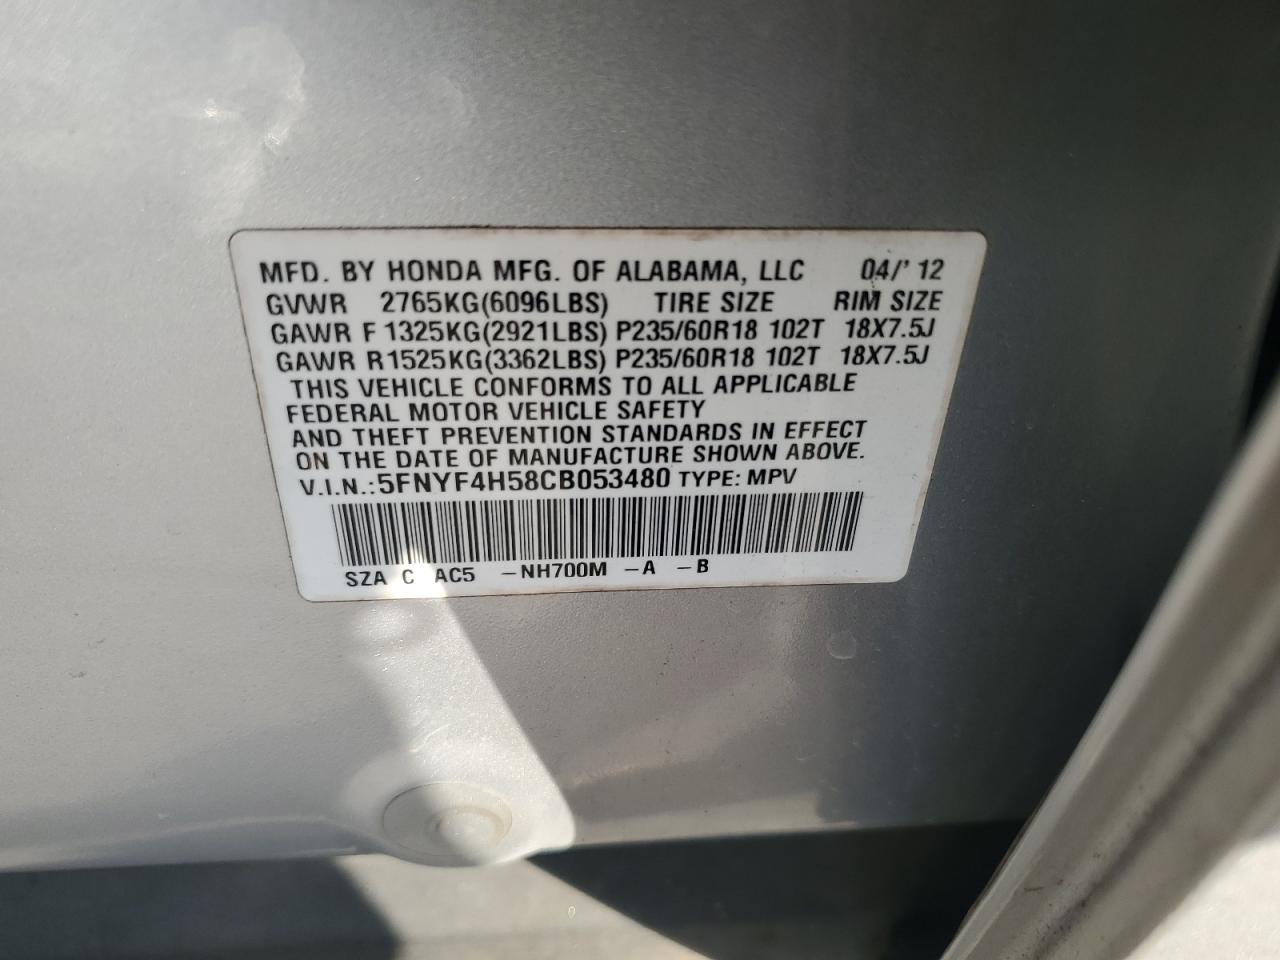 MFD. BY HONDA MFG. OF ALABAMA, LLC 04/'12
GVWR 2765KG(6096LBS) TIRE SIZE RIM SIZE
GAWR F 1325KG(2921LBS) P235/60R18 102T 18X7.5J
GAWR R1525KG(3362LBS) P235/60R18 102T 18X7.5J
THIS VEHICLE CONFORMS TO ALL APPLICABLE
FEDERAL MOTOR VEHICLE SAFETY
AND THEFT PREVENTION STANDARDS IN EFFECT
ON THE DATE OF MANUFACTURE SHOWN ABOVE.
V.I.N.:5FNYF4H58CB053480 TYPE: MPV
SZA C AC5 -NH700M -A -B